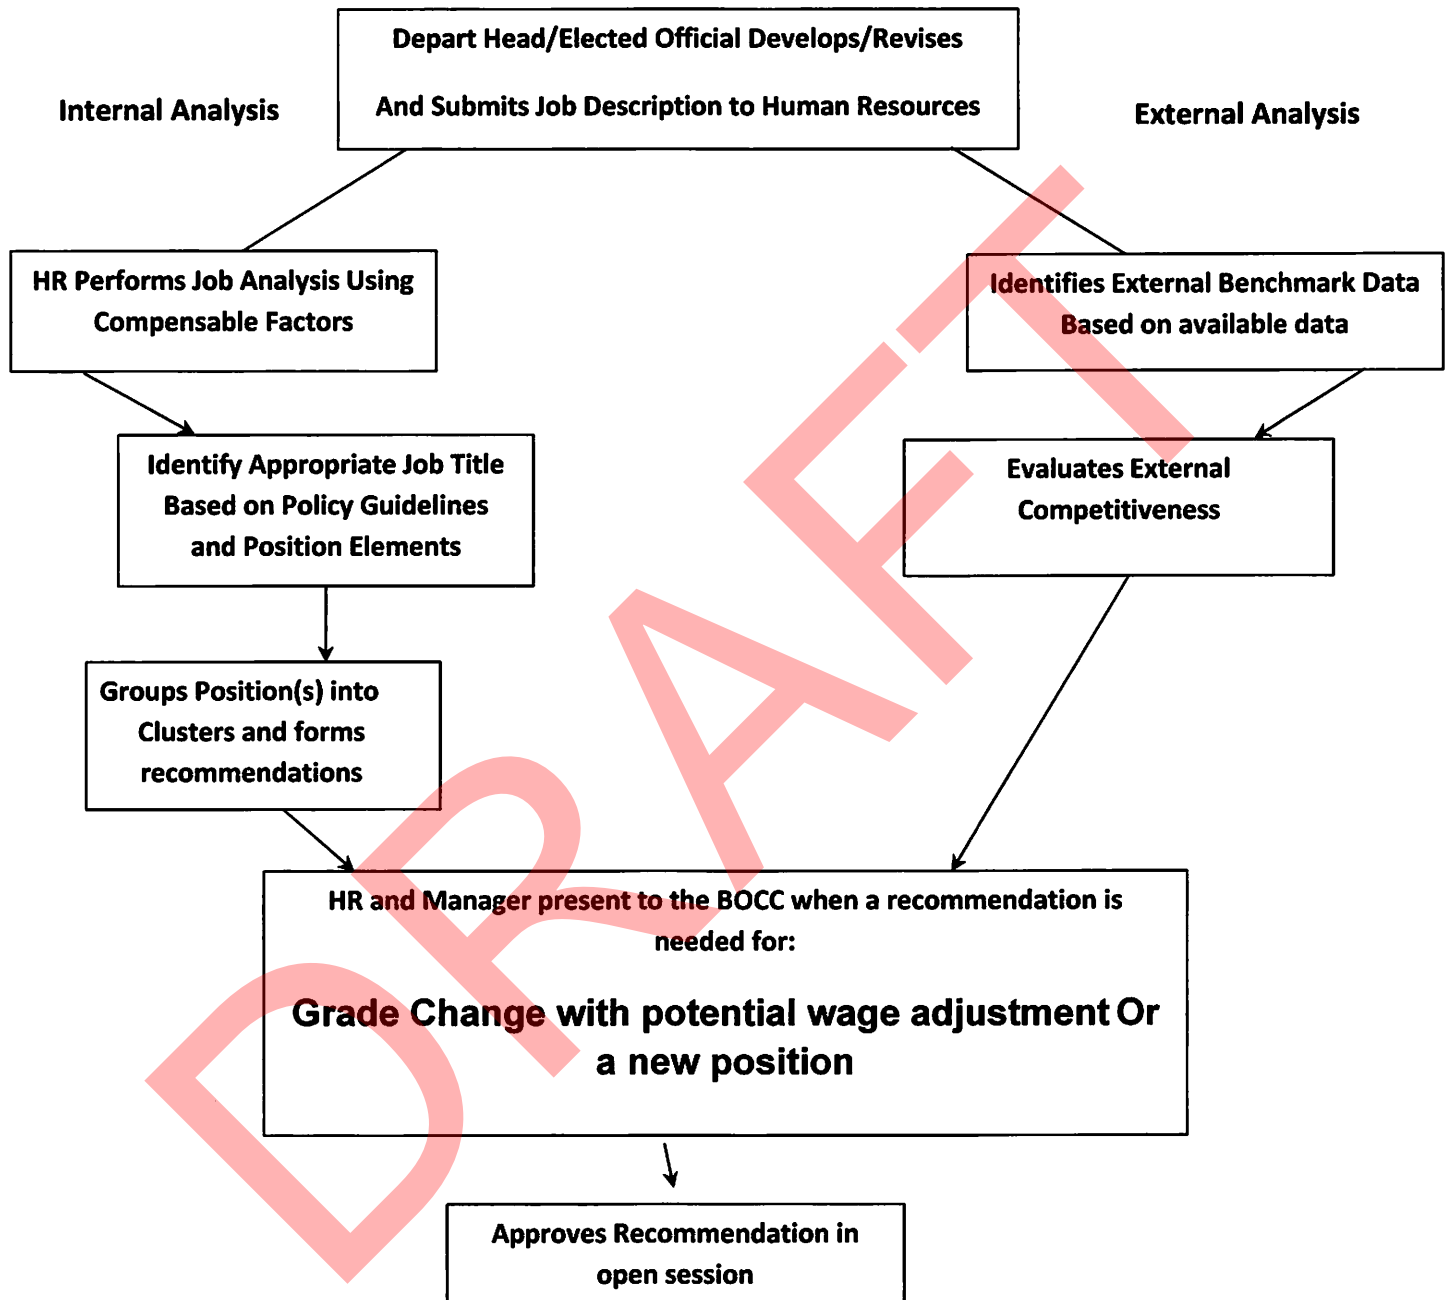 Depart Head/Elected Official Develops/Revises
And Submits Job Description to Human Resources
Internal Analysis
External Analysis
HR Performs Job Analysis Using
Compensable Factors
Identifies External Benchmark Data
Based on available data
Identify Appropriate Job Title
Based on Policy Guidelines
and Position Elements
Evaluates External
Competitiveness
Groups Position(s) into
Clusters and forms
recommendations
HR and Manager present to the BOCC when a recommendation is
needed for:
Grade Change with potential wage adjustment Or
a new position
Approves Recommendation in
open session
DRAFT